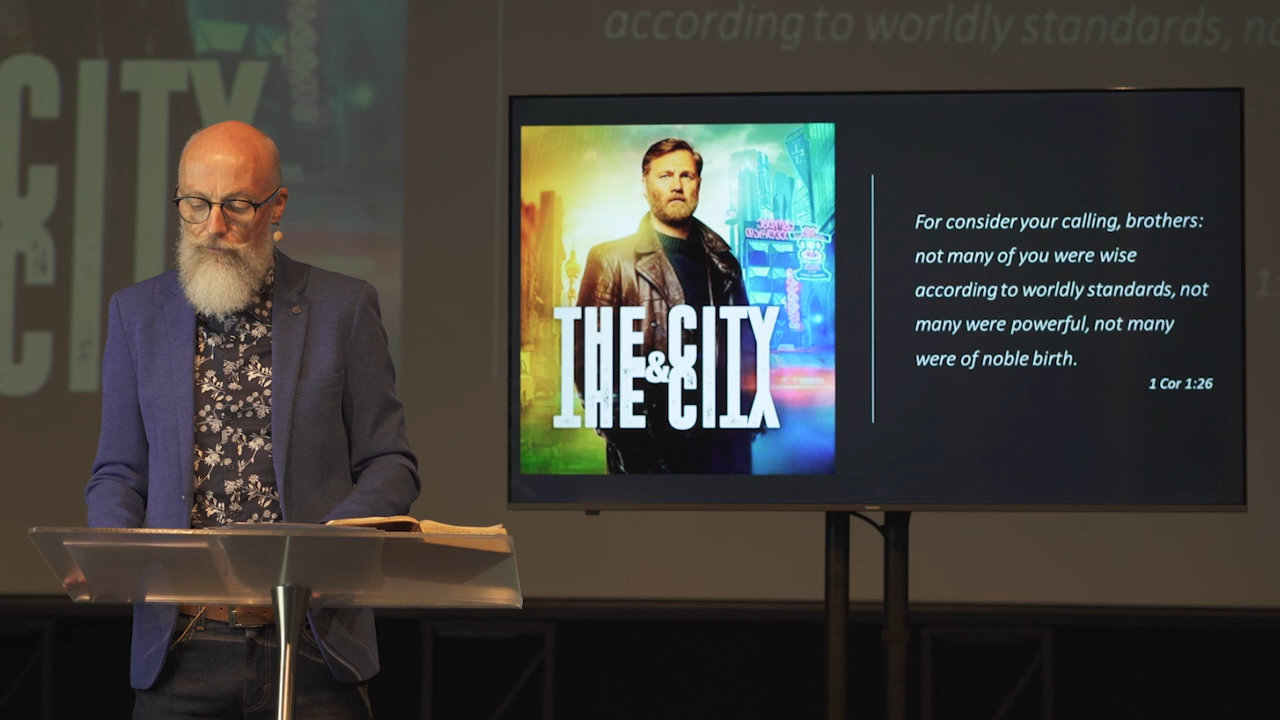 according to worldly standards, no
CITY
&
THE CITY
&
THE CITY
For consider your calling, brothers:
not many of you were wise
according to worldly standards, not
many were powerful, not many
were of noble birth.
1 Cor 1:26